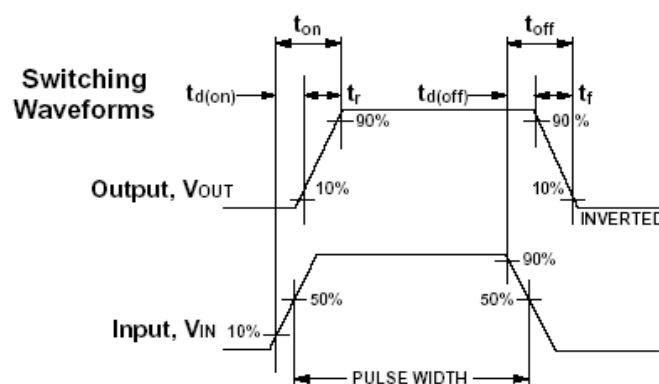 ton
toff
Switching
Waveforms
td(on)
tr
td(off)
tf
90%
90 %
Output, VOUT
10%
10%
INVERTED
90%
50%
50%
Input, VIN
10%
PULSE WIDTH